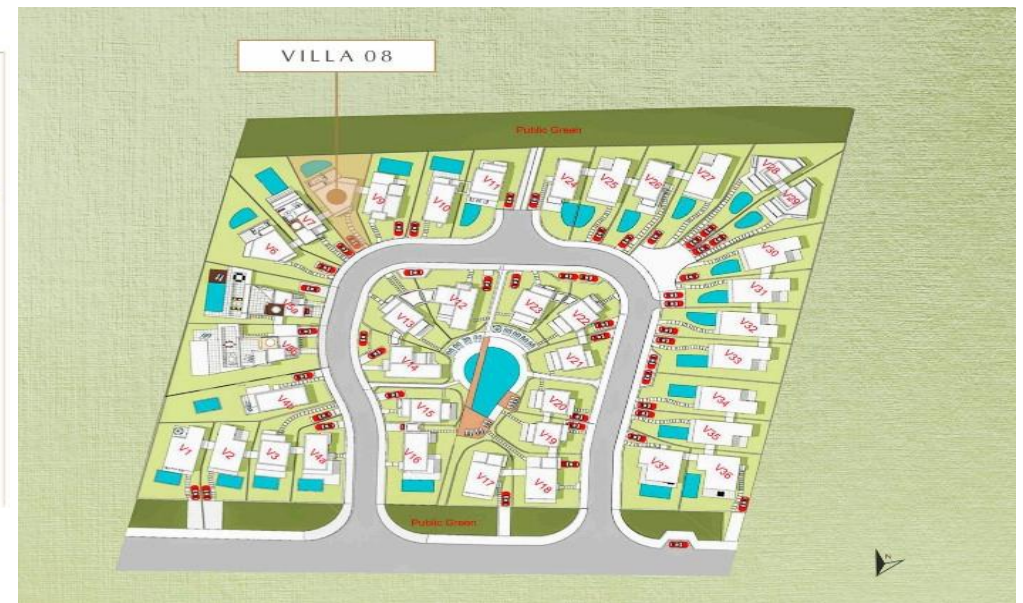 VILLA 08
Public Green
V28
V27
V26
V25
V24
V11
V10
V9
V7
V29
V6
V30
V31
V12
V23
V22
V13
V32
V33
V21
V14
V34
V20
V15
V35
V19
V1
V2
V3
V16
V17
V18
V37
V36
Public Green
N